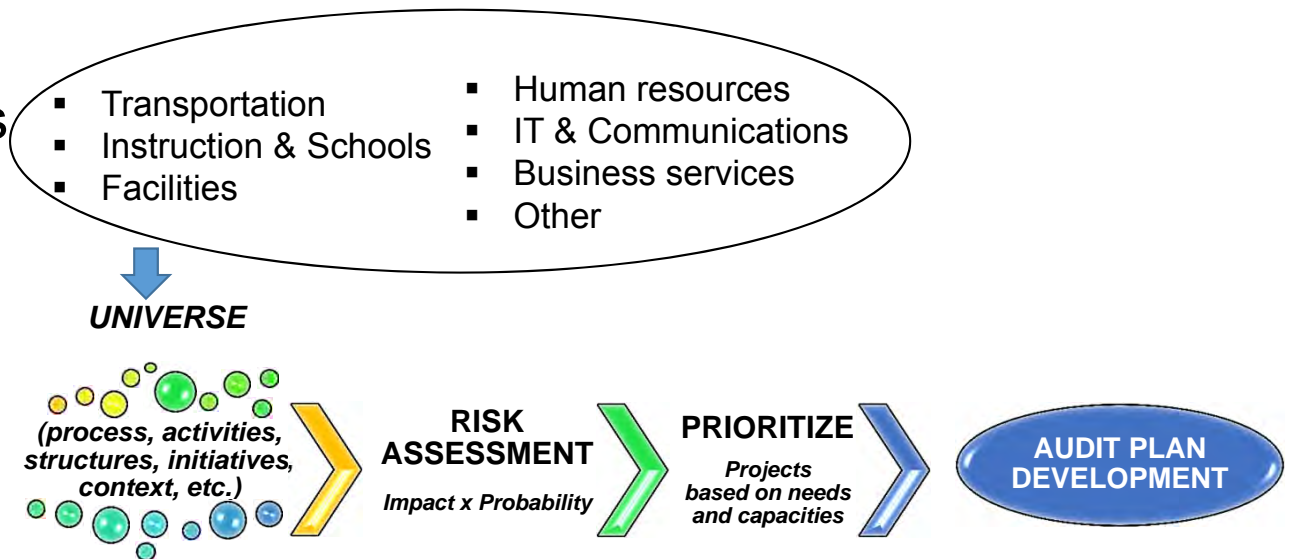 ▪ Transportation
▪ Instruction & Schools
▪ Facilities
▪ Human resources
▪ IT & Communications
▪ Business services
▪ Other
UNIVERSE
(process, activities,
structures, initiatives,
context, etc.)
RISK
ASSESSMENT
Impact x Probability
PRIORITIZE
Projects
based on needs
and capacities
AUDIT PLAN
DEVELOPMENT